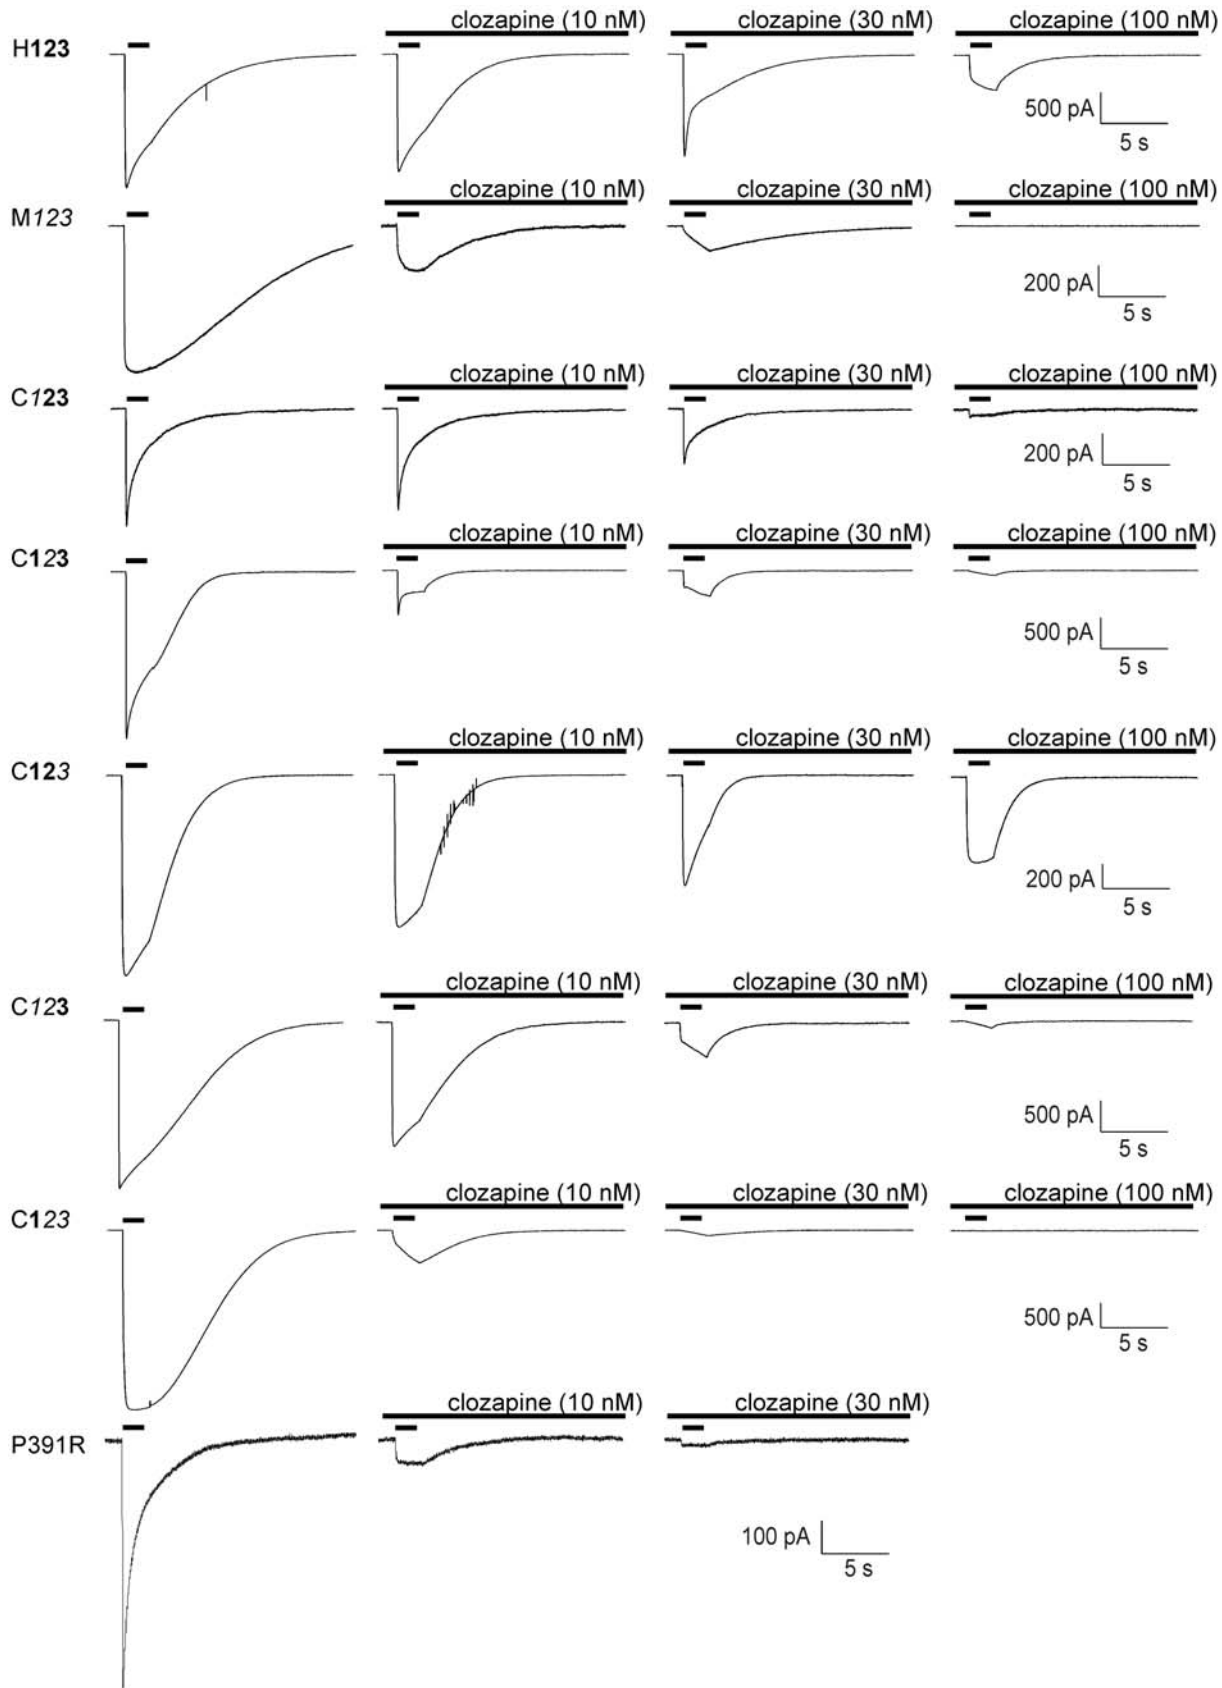 clozapine (10 nM) clozapine (30 nM) clozapine (100 nM)
H123
500 pA
5 s
clozapine (10 nM) clozapine (30 nM) clozapine (100 nM)
M123
200 pA
5 s
clozapine (10 nM) clozapine (30 nM) clozapine (100 nM)
C123
200 pA
5 s
clozapine (10 nM) clozapine (30 nM) clozapine (100 nM)
C123
500 pA
5 s
clozapine (10 nM) clozapine (30 nM) clozapine (100 nM)
C123
200 pA
5 s
clozapine (10 nM) clozapine (30 nM) clozapine (100 nM)
C123
500 pA
5 s
clozapine (10 nM) clozapine (30 nM) clozapine (100 nM)
C123
500 pA
5 s
clozapine (10 nM) clozapine (30 nM)
P391R
100 pA
5 s